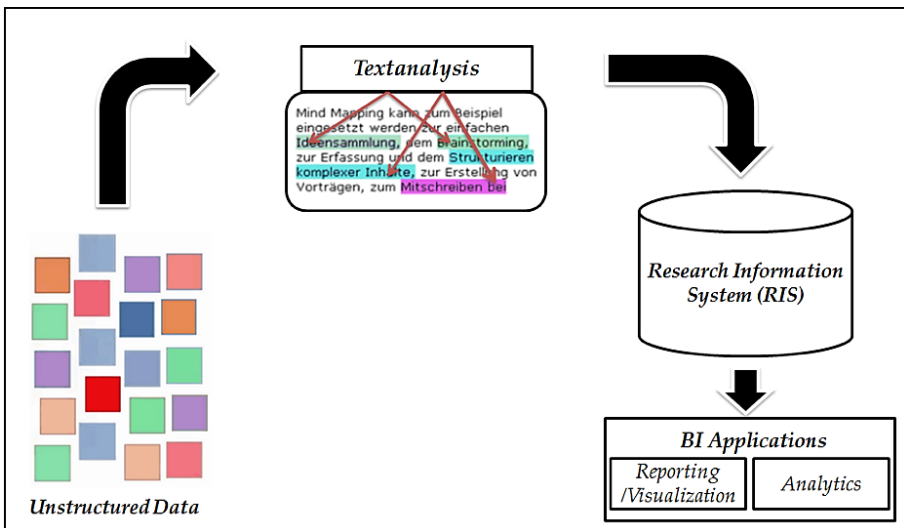 Textanalysis
Mind Mapping kann zum Beispiel
eingesetzt werden zur einfachen
Ideensammlung, dem Brainstorming,
zur Erfassung und dem Strukturieren
komplexer Inhalte, zur Erstellung von
Vorträgen, zum Mitschreiben bei
Research Information
System (RIS)
BI Applications
Reporting
/Visualization
Analytics
Unstructured Data